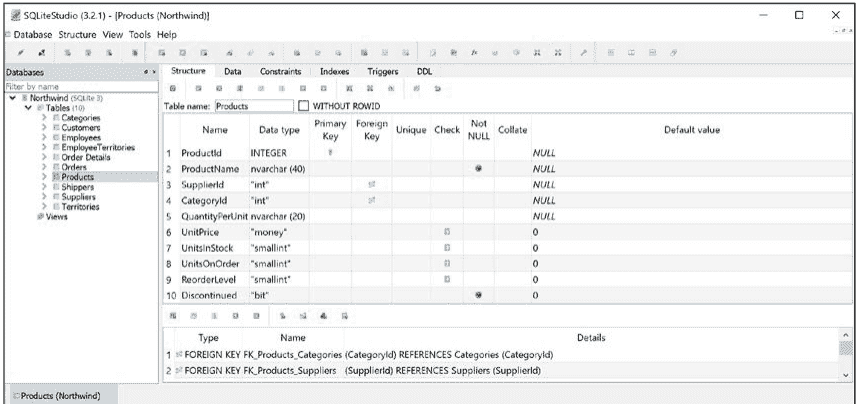 SQLiteStudio (3.2.1) - [Products (Northwind)]
Database Structure View Tools Help
Databases
Filter by name
Northwind (SQLite 3)
Tables (10)
Categories
Customers
Employees
EmployeeTerritories
Order Details
Orders
Products
Shippers
Suppliers
Territories
Views
Structure Data Constraints Indexes Triggers DDL
Table name: Products WITHOUT ROWID
Name Data type Primary Key Foreign Key Unique Check Not NULL Collate Default value
1 ProductId INTEGER NULL
2 ProductName nvarchar (40) NULL
3 SupplierId "int" NULL
4 CategoryId "int" NULL
5 QuantityPerUnit nvarchar (20) NULL
6 UnitPrice "money" 0
7 UnitsInStock "smallint" 0
8 UnitsOnOrder "smallint" 0
9 ReorderLevel "smallint" 0
10 Discontinued "bit" 0
Type Name Details
1 FOREIGN KEY FK_Products_Categories (CategoryId) REFERENCES Categories (CategoryId)
2 FOREIGN KEY FK_Products_Suppliers (SupplierId) REFERENCES Suppliers (SupplierId)
Products (Northwind)